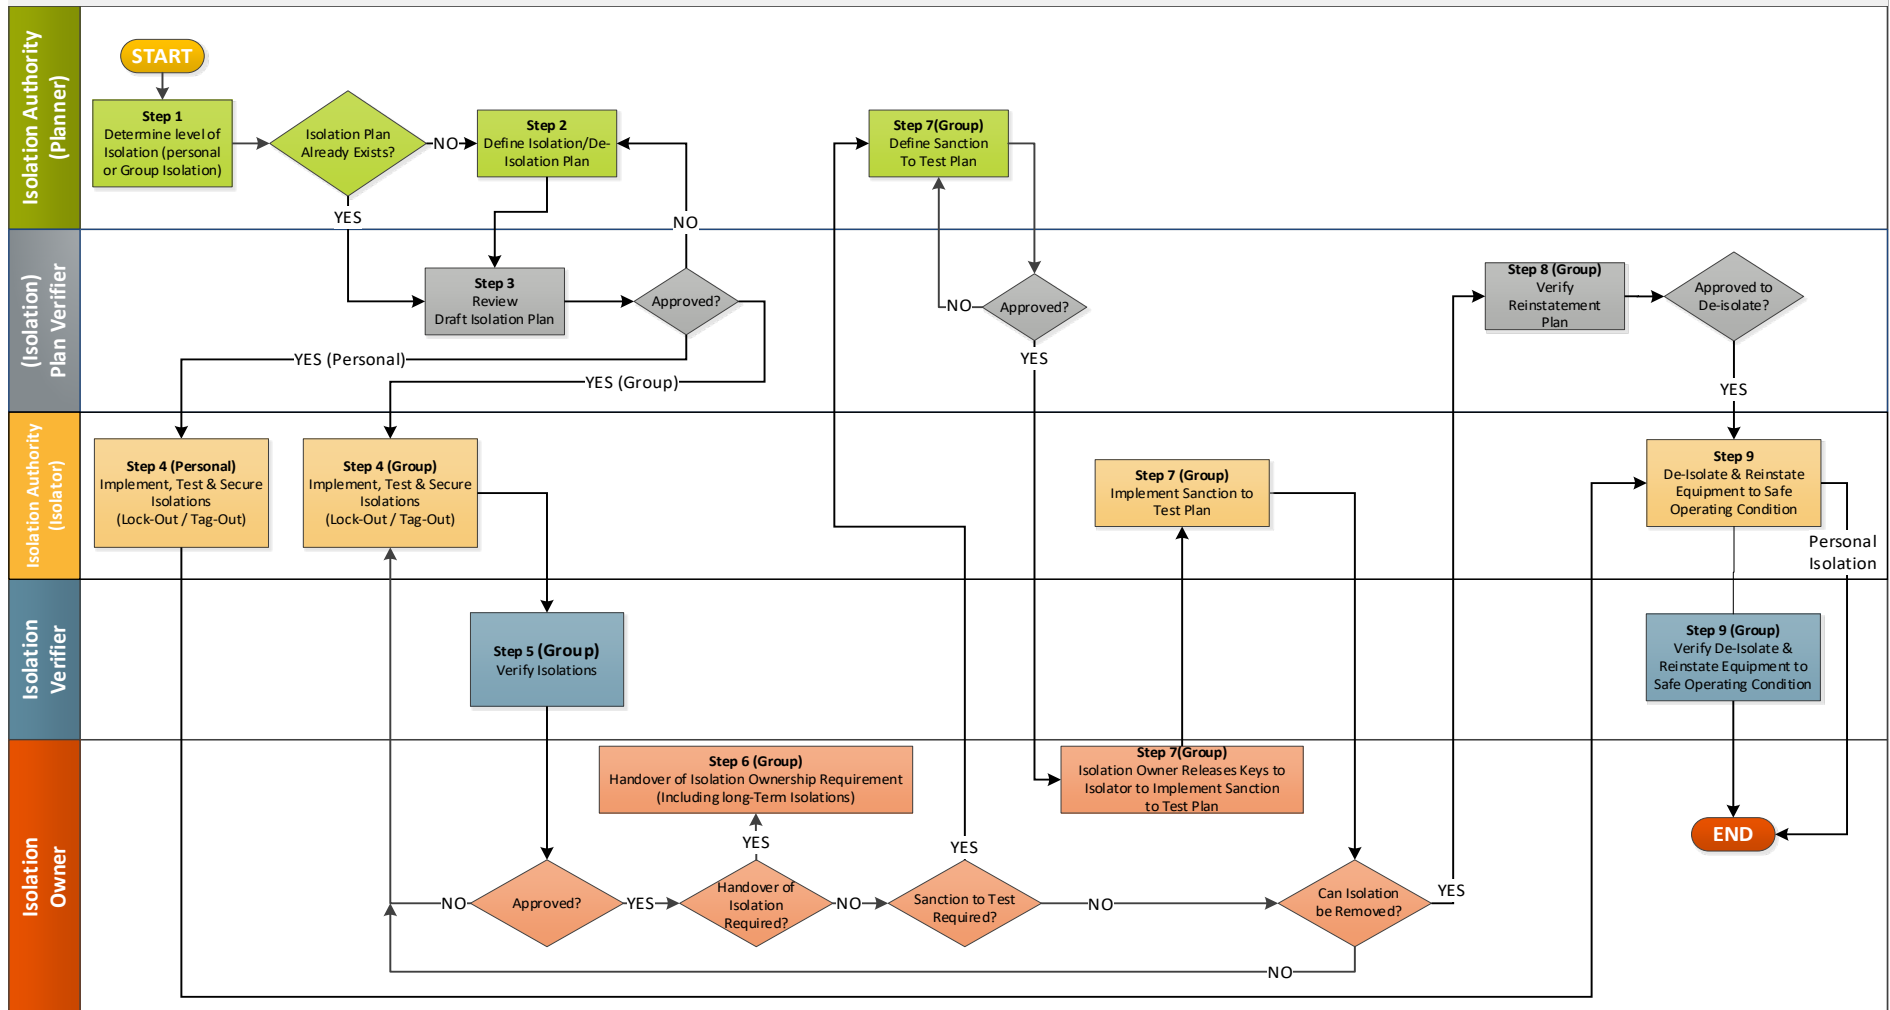 Isolation Authority
(Planner)
START
Step 1
Determine level of
Isolation (personal
or Group Isolation)
Isolation Plan
Already Exists?
NO
YES
Step 2
Define Isolation/De-
Isolation Plan
NO
Step 7(Group)
Define Sanction
To Test Plan
(Isolation)
Plan Verifier
Step 3
Review
Draft Isolation Plan
Approved?
YES (Personal)
YES (Group)
NO
Approved?
YES
Step 8 (Group)
Verify
Reinstatement
Plan
Approved to
De-isolate?
YES
Isolation Authority
(Isolator)
Step 4 (Personal)
Implement, Test & Secure
Isolations
(Lock-Out / Tag-Out)
Step 4 (Group)
Implement, Test & Secure
Isolations
(Lock-Out / Tag-Out)
Step 7 (Group)
Implement Sanction to
Test Plan
Step 9
De-Isolate & Reinstate
Equipment to Safe
Operating Condition
Personal
Isolation
Isolation
Verifier
Step 5 (Group)
Verify Isolations
Step 9 (Group)
Verify De-Isolate &
Reinstate Equipment to
Safe Operating Condition
Isolation
Owner
Step 6 (Group)
Handover of Isolation Ownership Requirement
(Including long-Term Isolations)
Step 7(Group)
Isolation Owner Releases Keys to
Isolator to Implement Sanction
to Test Plan
END
NO
Approved?
YES
YES
Handover of
Isolation
Required?
NO
YES
Sanction to Test
Required?
NO
Can Isolation
be Removed?
YES
NO